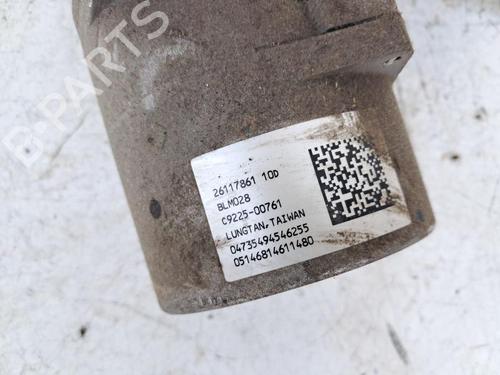 B-PARTS
26117861 10D
BLM028
C9225-00761
LUNGTAN, TAIWAN
04735494546255
05146814611480